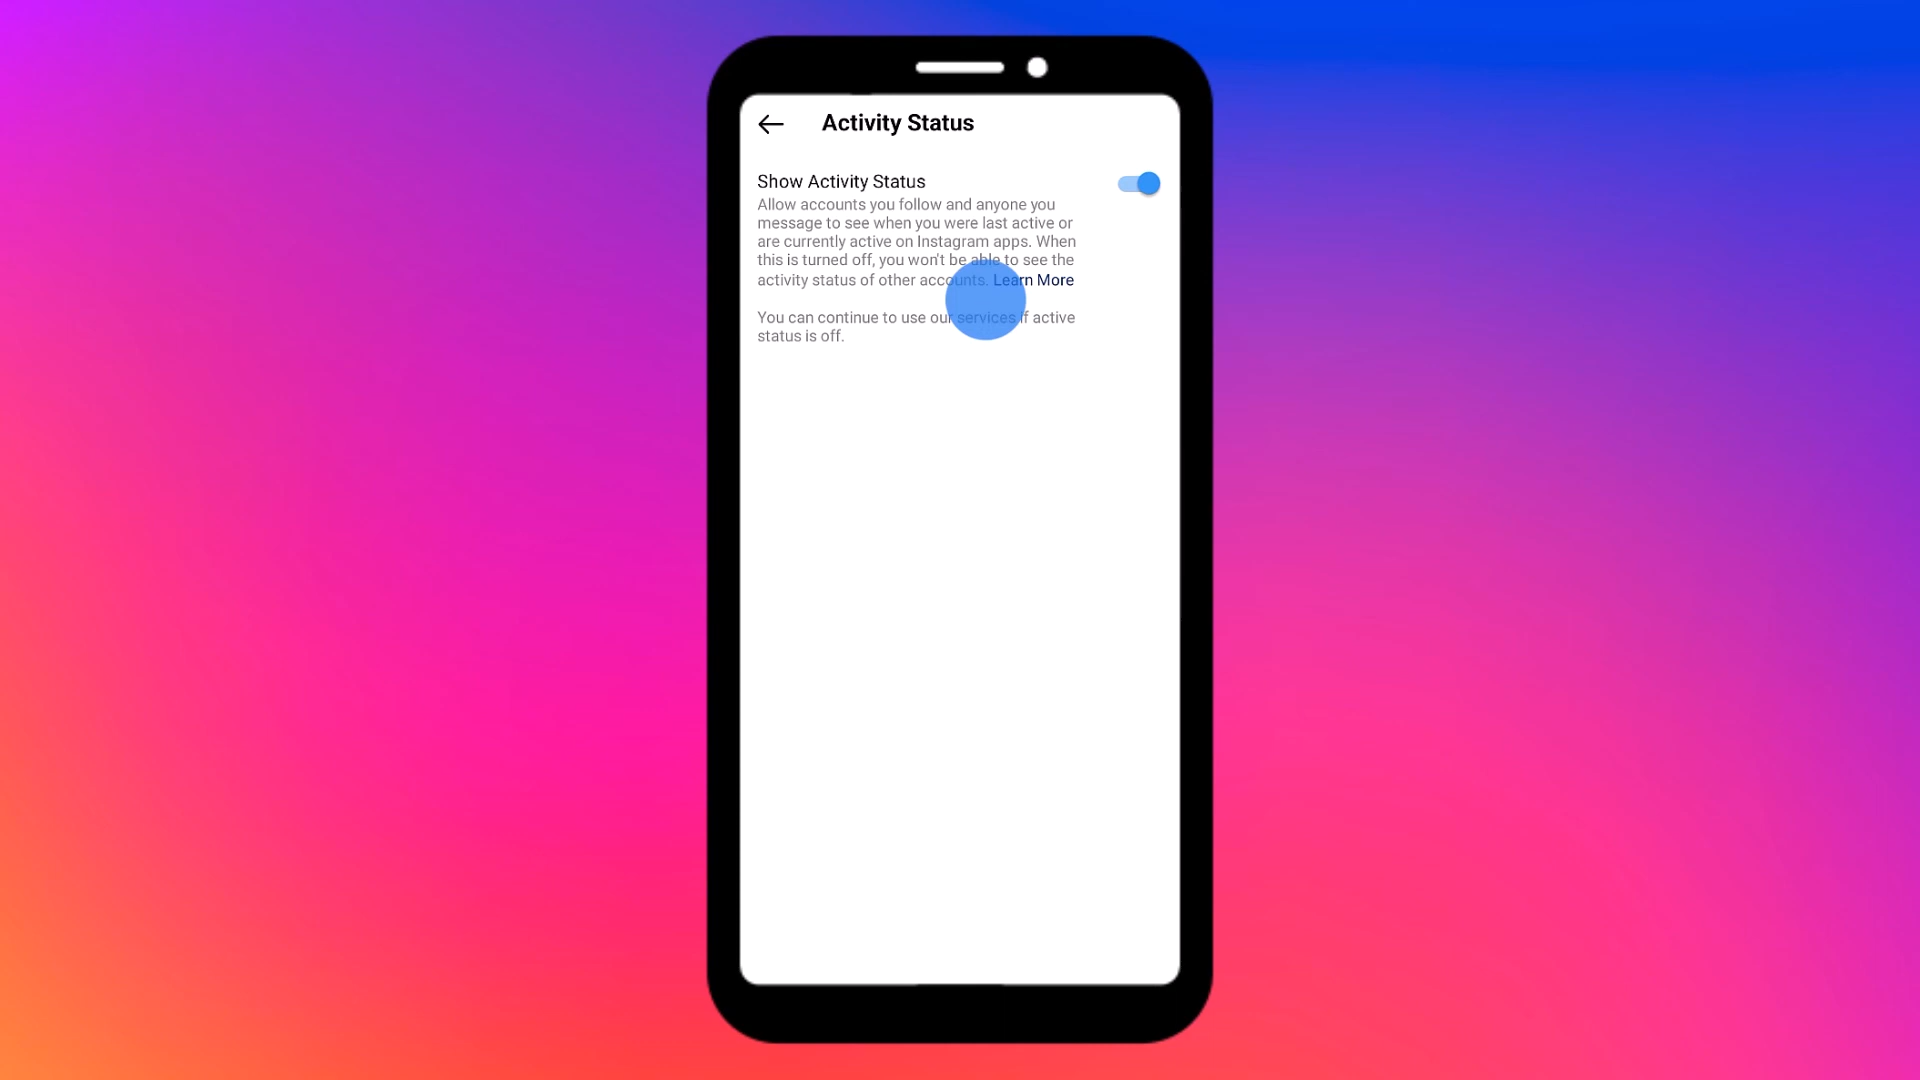 Activity Status
Show Activity Status
Allow accounts you follow and anyone you
message to see when you were last active or
are currently active on Instagram apps. When
this is turned off, you won't be able to see the
activity status of other accounts. Learn More
You can continue to use our services if active
status is off.